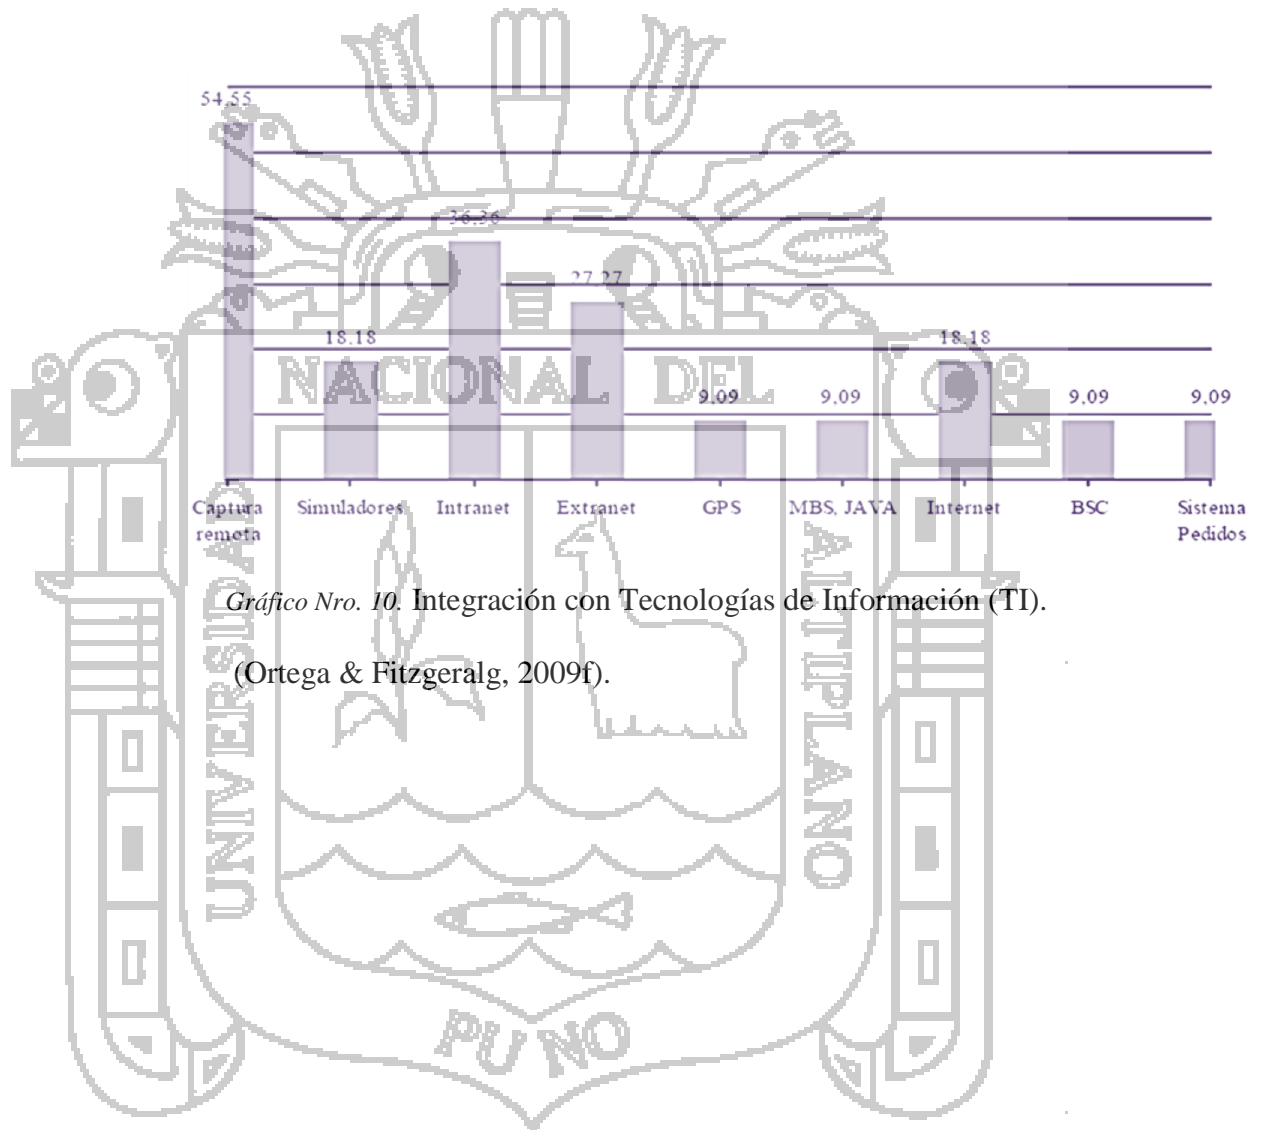 54,55
36,36
27,27
18,18
18,18
9,09
9,09
9,09
9,09
Captura remota
Simuladores
Intranet
Extranet
GPS
MBS, JAVA
Internet
BSC
Sistema Pedidos
Gráfico Nro. 10. Integración con Tecnologías de Información (TI).
(Ortega & Fitzgeralg, 2009f).
UNIVERSIDAD
NACIONAL DEL
ALTIPLANO
PUNO